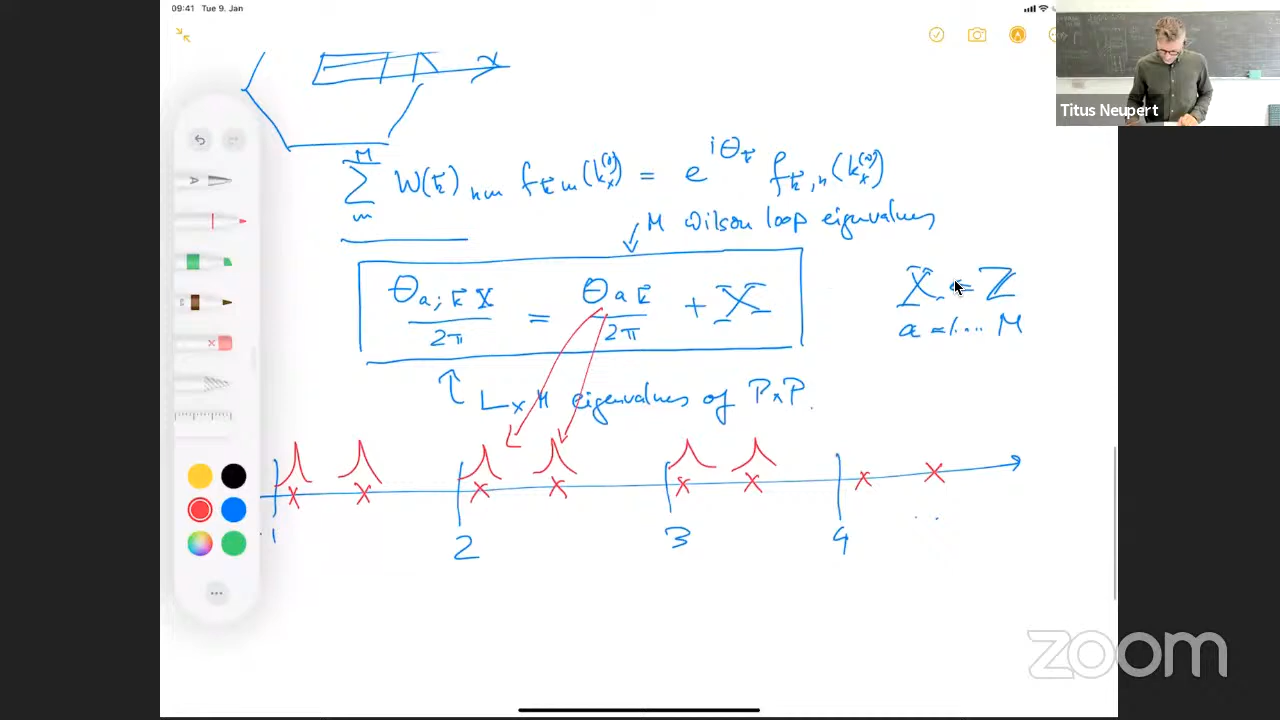 09:41 Tue 9. Jan
Titus Neupert
x
M
∑ W(k)nm fk m(kx(0)) = e^iΘk fk,n(kx(0))
m
M Wilson loop eigenvalues
Θa,k X / 2π = Θa k / 2π + X
X ∈ ℤ
a = 1.... M
Lx M eigenvalues of PxP.
1 2 3 4 ...
zoom